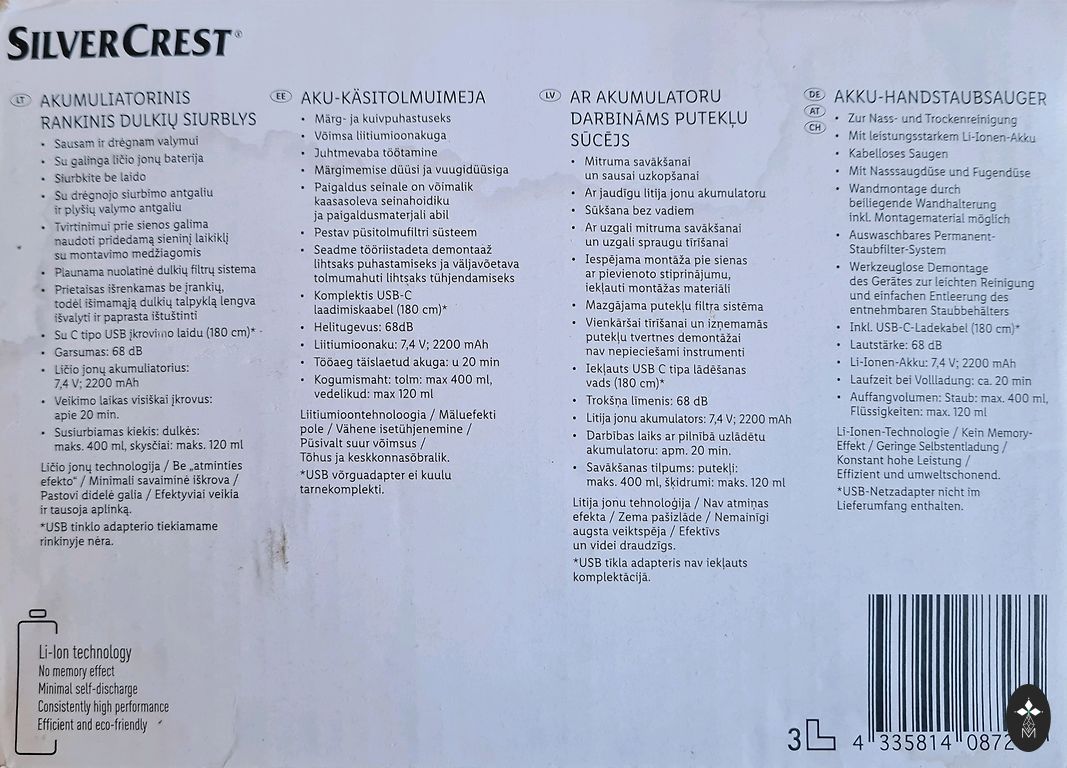 SILVERCREST®
LT
AKUMULIATORINIS
RANKINIS DULKIŲ SIURBLYS
• Sausam ir drėgnam valymui
• Su galinga ličio jonų baterija
• Siurbkite be laido
• Su drėgnojo siurbimo antgaliu
ir plyšių valymo antgaliu
• Tvirtinimui prie sienos galima
naudoti pridedamą sieninį laikiklį
su montavimo medžiagomis
• Plaunama nuolatinė dulkių filtrų sistema
• Prietaisas išrenkamas be įrankių,
todėl išimamąją dulkių talpyklą lengva
išvalyti ir paprasta ištuštinti
• Su C tipo USB įkrovimo laidu (180 cm)*
• Garsumas: 68 dB
• Ličio jonų akumuliatorius:
7,4 V; 2200 mAh
• Veikimo laikas visiškai įkrovus:
apie 20 min.
• Susiurbiamas kiekis: dulkės:
maks. 400 ml, skysčiai: maks. 120 ml
Ličio jonų technologija / Be „atminties
efekto“ / Minimali savaiminė iškrova /
Pastovi didelė galia / Efektyviai veikia
ir tausoja aplinką.
*USB tinklo adapterio tiekiamame
rinkinyje nėra.
EE
AKU-KÄSITOLMUIMEJA
• Märg- ja kuivpuhastuseks
• Võimsa liitiumioonakuga
• Juhtmevaba töötamine
• Märgimemise düüsi ja vuugidüüsiga
• Paigaldus seinale on võimalik
kaasasoleva seinahoidiku
ja paigaldusmaterjali abil
• Pestav püsitolmufiltri süsteem
• Seadme tööriistadeta demontaaž
lihtsaks puhastamiseks ja väljavõetava
tolmumahuti lihtsaks tühjendamiseks
• Komplektis USB-C
laadimiskaabel (180 cm)*
• Helitugevus: 68dB
• Liitiumioonaku: 7,4 V; 2200 mAh
• Tööaeg täislaetud akuga: u 20 min
• Kogumismaht: tolm: max 400 ml,
vedelikud: max 120 ml
Liitiumioontehnoloogia / Mäluefekti
pole / Vähene isetühjenemine /
Püsivalt suur võimsus /
Tõhus ja keskkonnasõbralik.
*USB võrguadapter ei kuulu
tarnekomplekti.
LV
AR AKUMULATORU
DARBINĀMS PUTEKĻU
SŪCĒJS
• Mitruma savākšanai
un sausai uzkopšanai
• Ar jaudīgu litija jonu akumulatoru
• Sūkšana bez vadiem
• Ar uzgali mitruma savākšanai
un uzgali spraugu tīrīšanai
• Iespējama montāža pie sienas
ar pievienoto stiprinājumu,
iekļauti montāžas materiāli
• Mazgājama putekļu filtra sistēma
• Vienkāršai tīrīšanai un izņemamās
putekļu tvertnes demontāžai
nav nepieciešami instrumenti
• Iekļauts USB C tipa lādēšanas
vads (180 cm)*
• Trokšņa līmenis: 68 dB
• Litija jonu akumulators: 7,4 V; 2200 mAh
• Darbības laiks ar pilnībā uzlādētu
akumulatoru: apm. 20 min.
• Savākšanas tilpums: putekļi:
maks. 400 ml, šķidrumi: maks. 120 ml
Litija jonu tehnoloģija / Nav atmiņas
efekta / Zema pašizlāde / Nemainīgi
augsta veiktspēja / Efektīvs
un videi draudzīgs.
*USB tīkla adapteris nav iekļauts
komplektācijā.
DE
AT
CH
AKKU-HANDSTAUBSAUGER
• Zur Nass- und Trockenreinigung
• Mit leistungsstarkem Li-Ionen-Akku
• Kabelloses Saugen
• Mit Nasssaugdüse und Fugendüse
• Wandmontage durch
beiliegende Wandhalterung
inkl. Montagematerial möglich
• Auswaschbares Permanent-
Staubfilter-System
• Werkzeuglose Demontage
des Gerätes zur leichten Reinigung
und einfachen Entleerung des
entnehmbaren Staubbehälters
• Inkl. USB-C-Ladekabel (180 cm)*
• Lautstärke: 68 dB
• Li-Ionen-Akku: 7,4 V; 2200 mAh
• Laufzeit bei Vollladung: ca. 20 min
• Auffangvolumen: Staub: max. 400 ml,
Flüssigkeiten: max. 120 ml
Li-Ionen-Technologie / Kein Memory-
Effekt / Geringe Selbstentladung /
Konstant hohe Leistung /
Effizient und umweltschonend.
*USB-Netzadapter nicht im
Lieferumfang enthalten.
Li-Ion technology
No memory effect
Minimal self-discharge
Consistently high performance
Efficient and eco-friendly
3
4 335814 0872
M